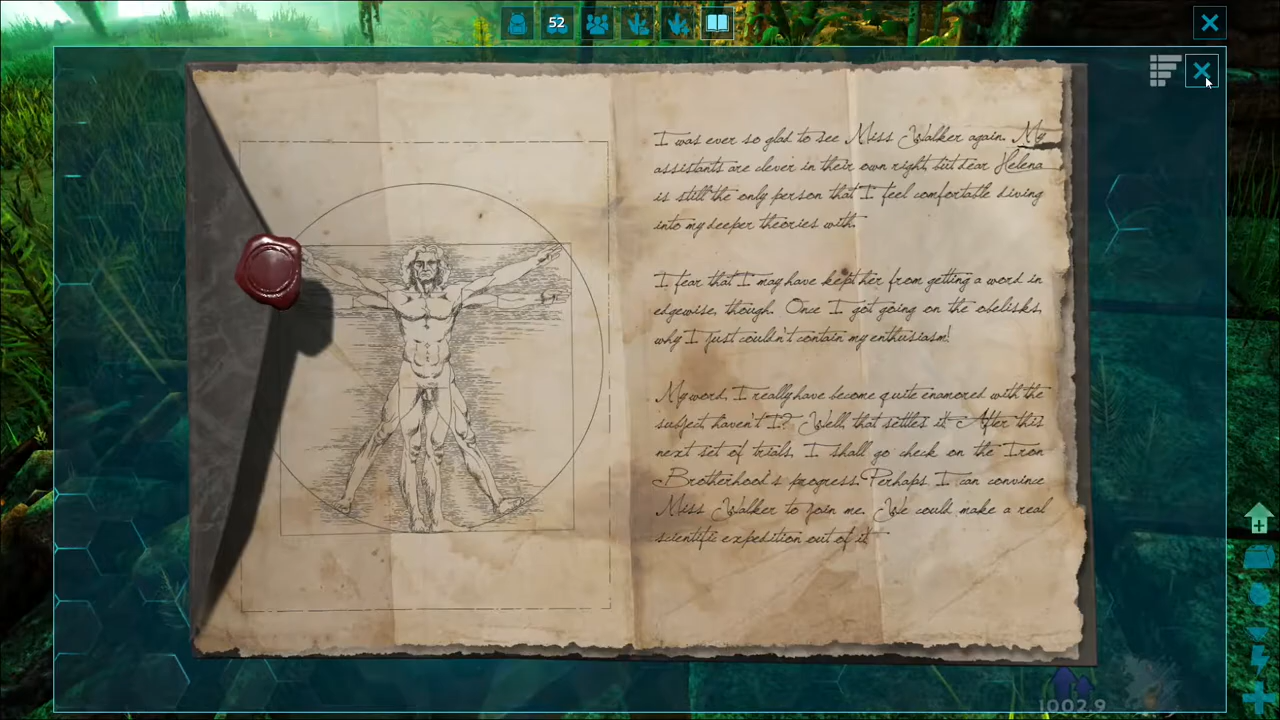 52
I was ever so glad to see Miss Walker again. My
assistants are clever in their own right, but dear Helena
is still the only person that I feel comfortable diving
into my deeper theories with.
I fear that I may have kept her from getting a word in
edgewise, though. Once I got going on the obelisks,
why I just couldn't contain my enthusiasm!
My word, I really have become quite enamored with the
subject haven't I? Well, that settles it. After this
next set of trials, I shall go check on the Iron
Brotherhood's progress. Perhaps I can convince
Miss Walker to join me. We could make a real
scientific expedition out of it!
1002.9